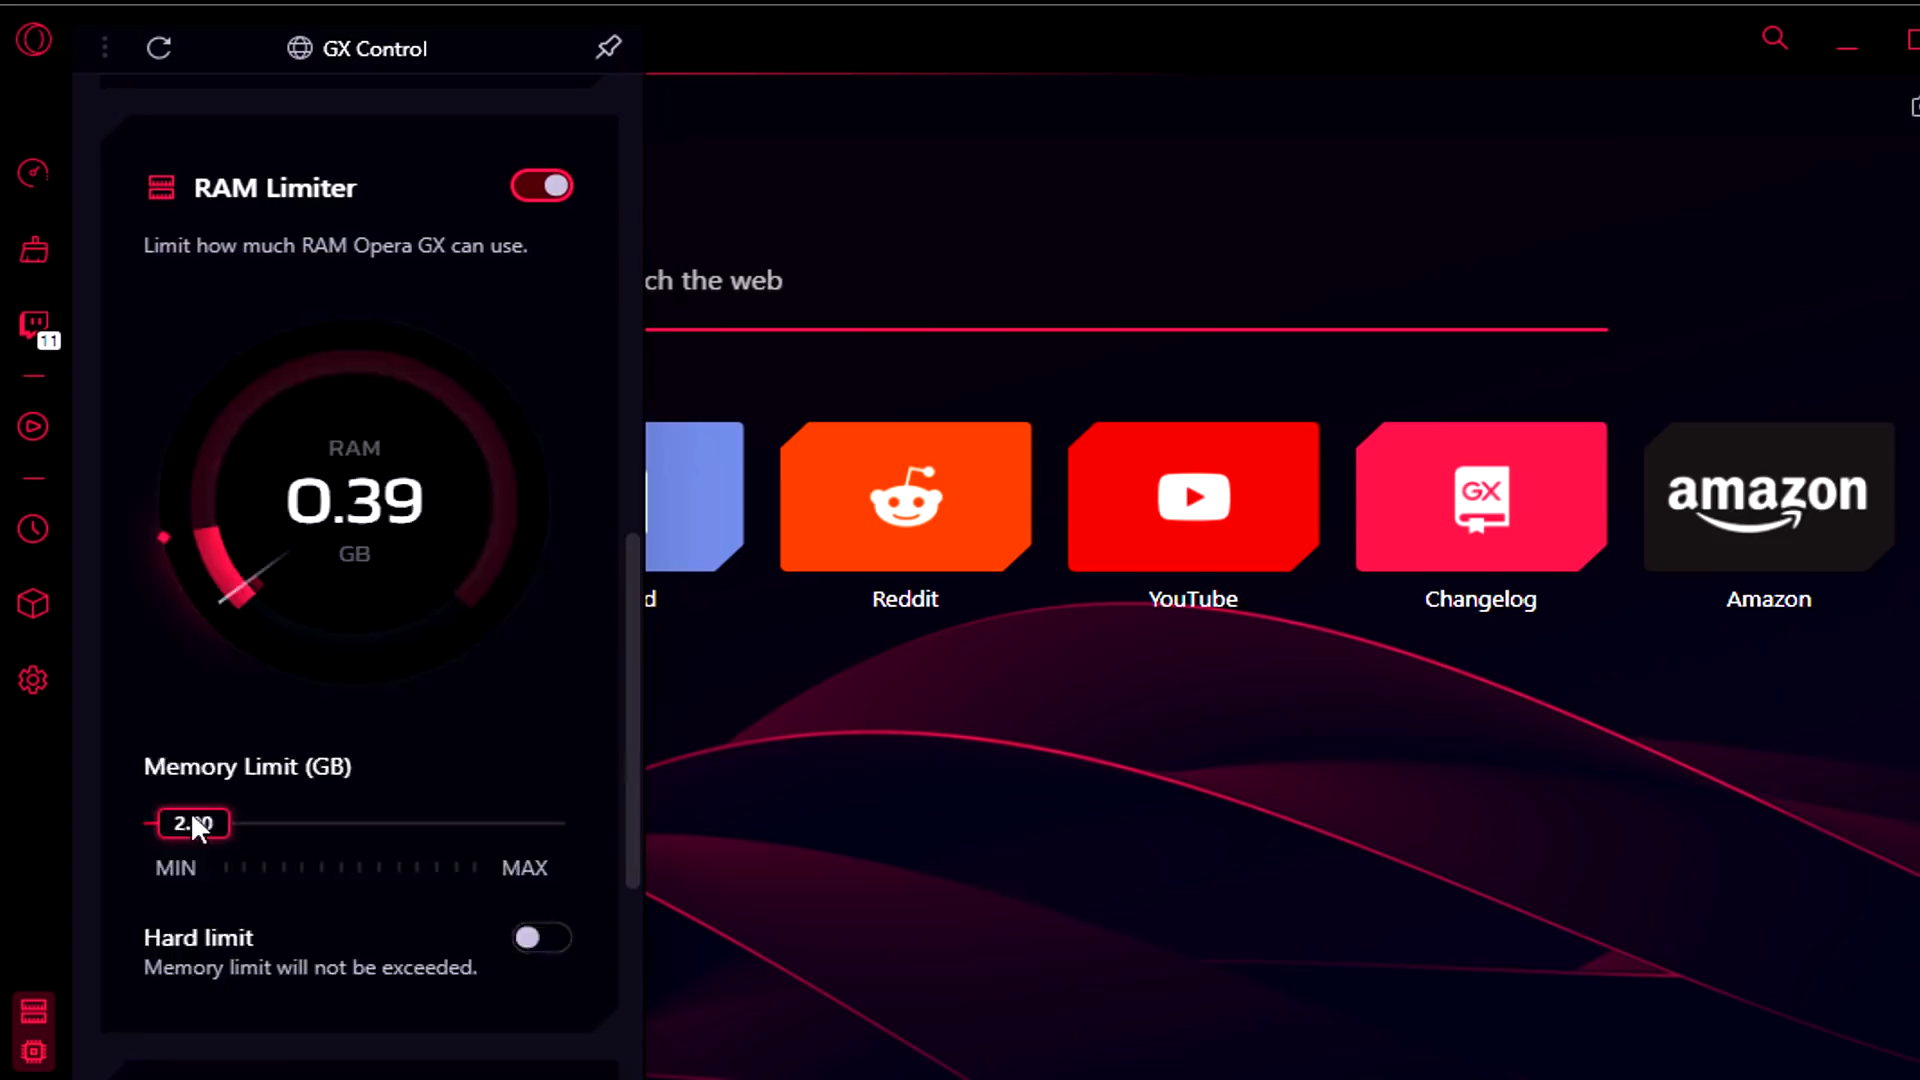 GX Control
RAM Limiter
Limit how much RAM Opera GX can use.
11
ch the web
RAM
0.39
GB
GX
amazon
d
Reddit
YouTube
Changelog
Amazon
Memory Limit (GB)
MIN
MAX
Hard limit
Memory limit will not be exceeded.